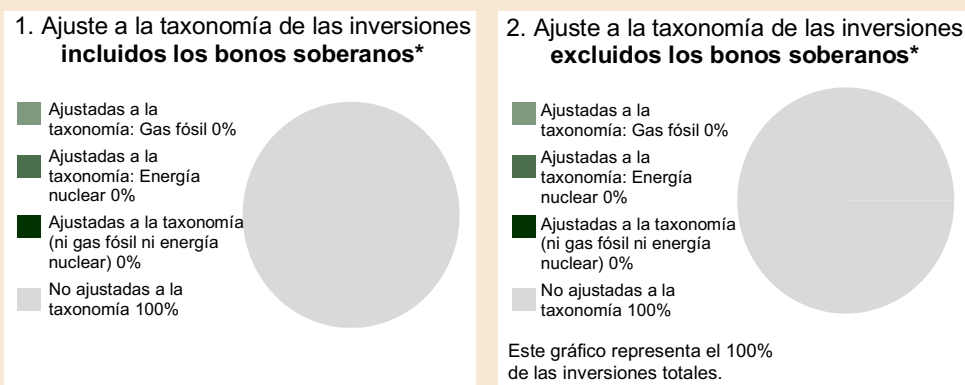 1. Ajuste a la taxonomía de las inversiones
incluidos los bonos soberanos*
Ajustadas a la
taxonomía: Gas fósil 0%
Ajustadas a la
taxonomía: Energía
nuclear 0%
Ajustadas a la taxonomía
(ni gas fósil ni energía
nuclear) 0%
No ajustadas a la
taxonomía 100%
2. Ajuste a la taxonomía de las inversiones
excluidos los bonos soberanos*
Ajustadas a la
taxonomía: Gas fósil 0%
Ajustadas a la
taxonomía: Energía
nuclear 0%
Ajustadas a la taxonomía
(ni gas fósil ni energía
nuclear) 0%
No ajustadas a la
taxonomía 100%
Este gráfico representa el 100%
de las inversiones totales.